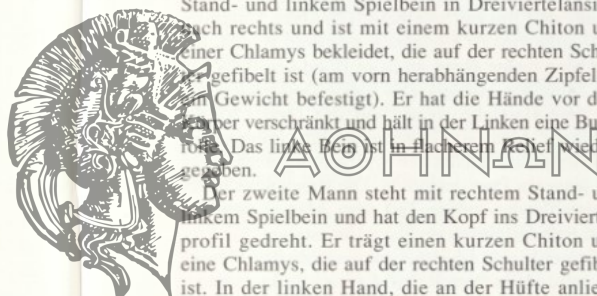 Stand- und linkem Spielbein in Dreiviertelansi
nach rechts und ist mit einem kurzen Chiton u
einer Chlamys bekleidet, die auf der rechten Sch
ter gefibelt ist (am vorn herabhängenden Zipfel
ein Gewicht befestigt). Er hat die Hände vor d
Körper verschränkt und hält in der Linken eine Bu
rolle. Das linke Bein ist in flacherem Relief wied
gegeben.
ΑΘΗΝΩΝ
Der zweite Mann steht mit rechtem Stand- u
linkem Spielbein und hat den Kopf ins Dreivier
profil gedreht. Er trägt einen kurzen Chiton u
eine Chlamys, die auf der rechten Schulter gefib
ist. In der linken Hand, die an der Hüfte anlie